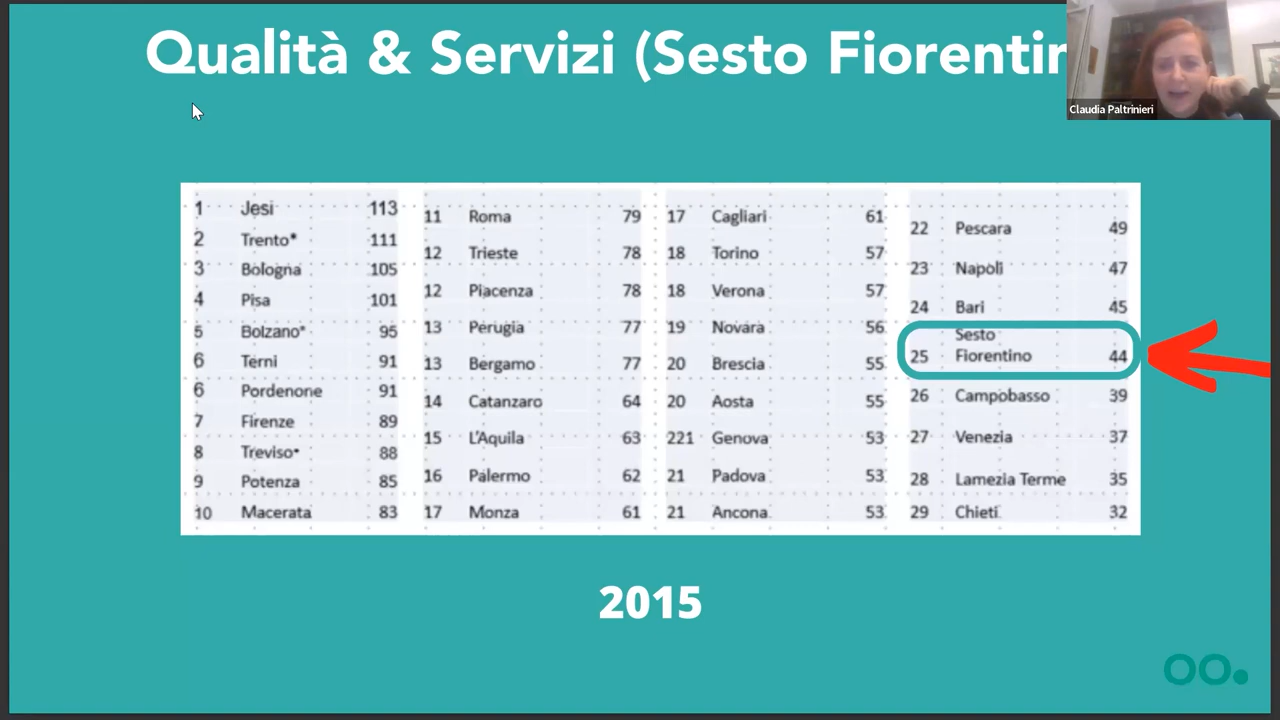 Qualità & Servizi (Sesto Fiorentin
Claudia Paltrinieri
1 Jesi 113
2 Trento* 111
3 Bologna 105
4 Pisa 101
5 Bolzano* 95
6 Terni 91
6 Pordenone 91
7 Firenze 89
8 Treviso* 88
9 Potenza 85
10 Macerata 83
11 Roma 79
12 Trieste 78
12 Piacenza 78
13 Perugia 77
13 Bergamo 77
14 Catanzaro 64
15 L'Aquila 63
16 Palermo 62
17 Monza 61
17 Cagliari 61
18 Torino 57
18 Verona 57
19 Novara 56
20 Brescia 55
20 Aosta 55
221 Genova 53
21 Padova 53
21 Ancona 53
22 Pescara 49
23 Napoli 47
24 Bari 45
Sesto
25 Fiorentino 44
26 Campobasso 39
27 Venezia 37
28 Lamezia Terme 35
29 Chieti 32
2015
oo.